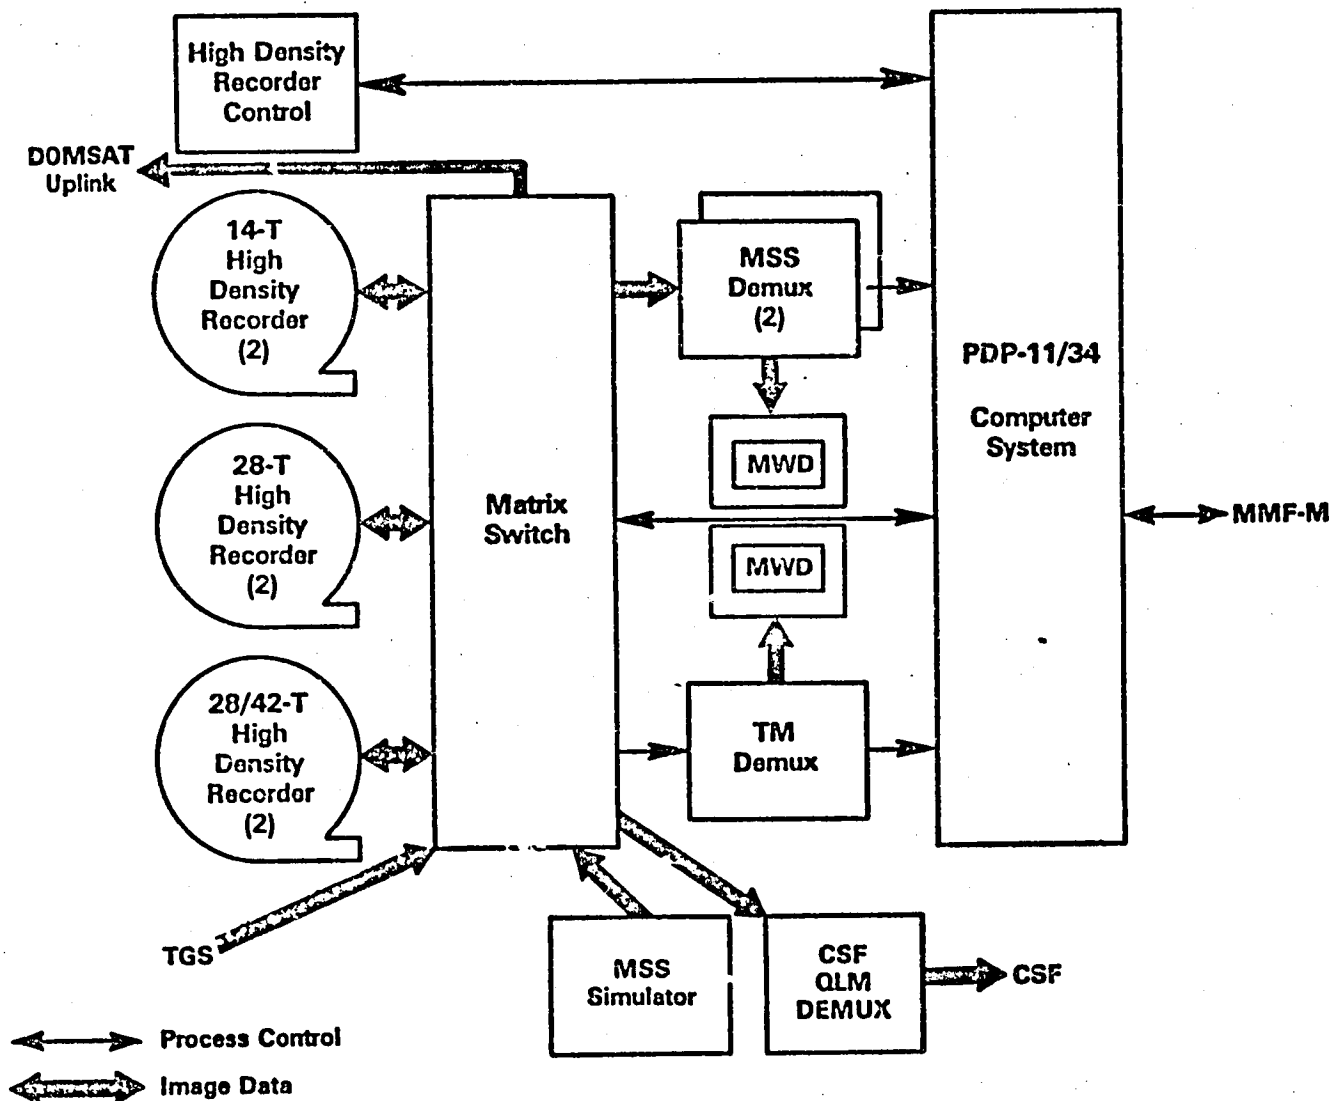 High Density
Recorder
Control
DOMSAT
Uplink
14-T
High
Density
Recorder
(2)
28-T
High
Density
Recorder
(2)
28/42-T
High
Density
Recorder
(2)
TGS
Matrix
Switch
MSS
Demux
(2)
MWD
MWD
TM
Demux
PDP-11/34
Computer
System
MMF-M
MSS
Simulator
CSF
QLM
DEMUX
CSF
Process Control
Image Data